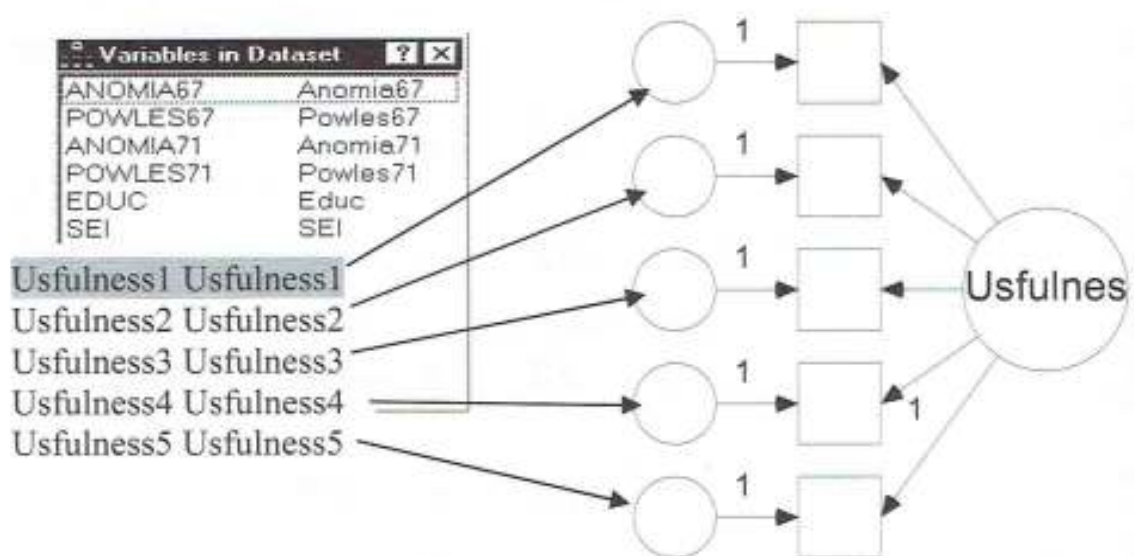 Variables in Dataset ? X
ANOMIA67 Anomia67
POWLES67 Powles67
ANOMIA71 Anomia71
POWLES71 Powles71
EDUC Educ
SEI SEI
Usfulness1 Usfulness1
Usfulness2 Usfulness2
Usfulness3 Usfulness3
Usfulness4 Usfulness4
Usfulness5 Usfulness5
1
1
1
1
1
1
Usfulnes